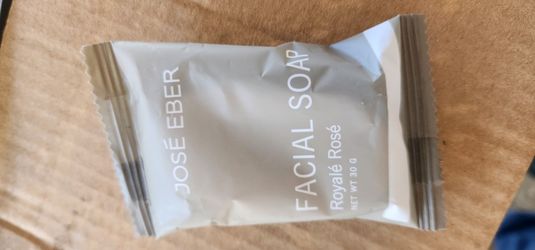 JOSÉ EBER
FACIAL SOAP
Royalé Rosé
NET WT 30 G